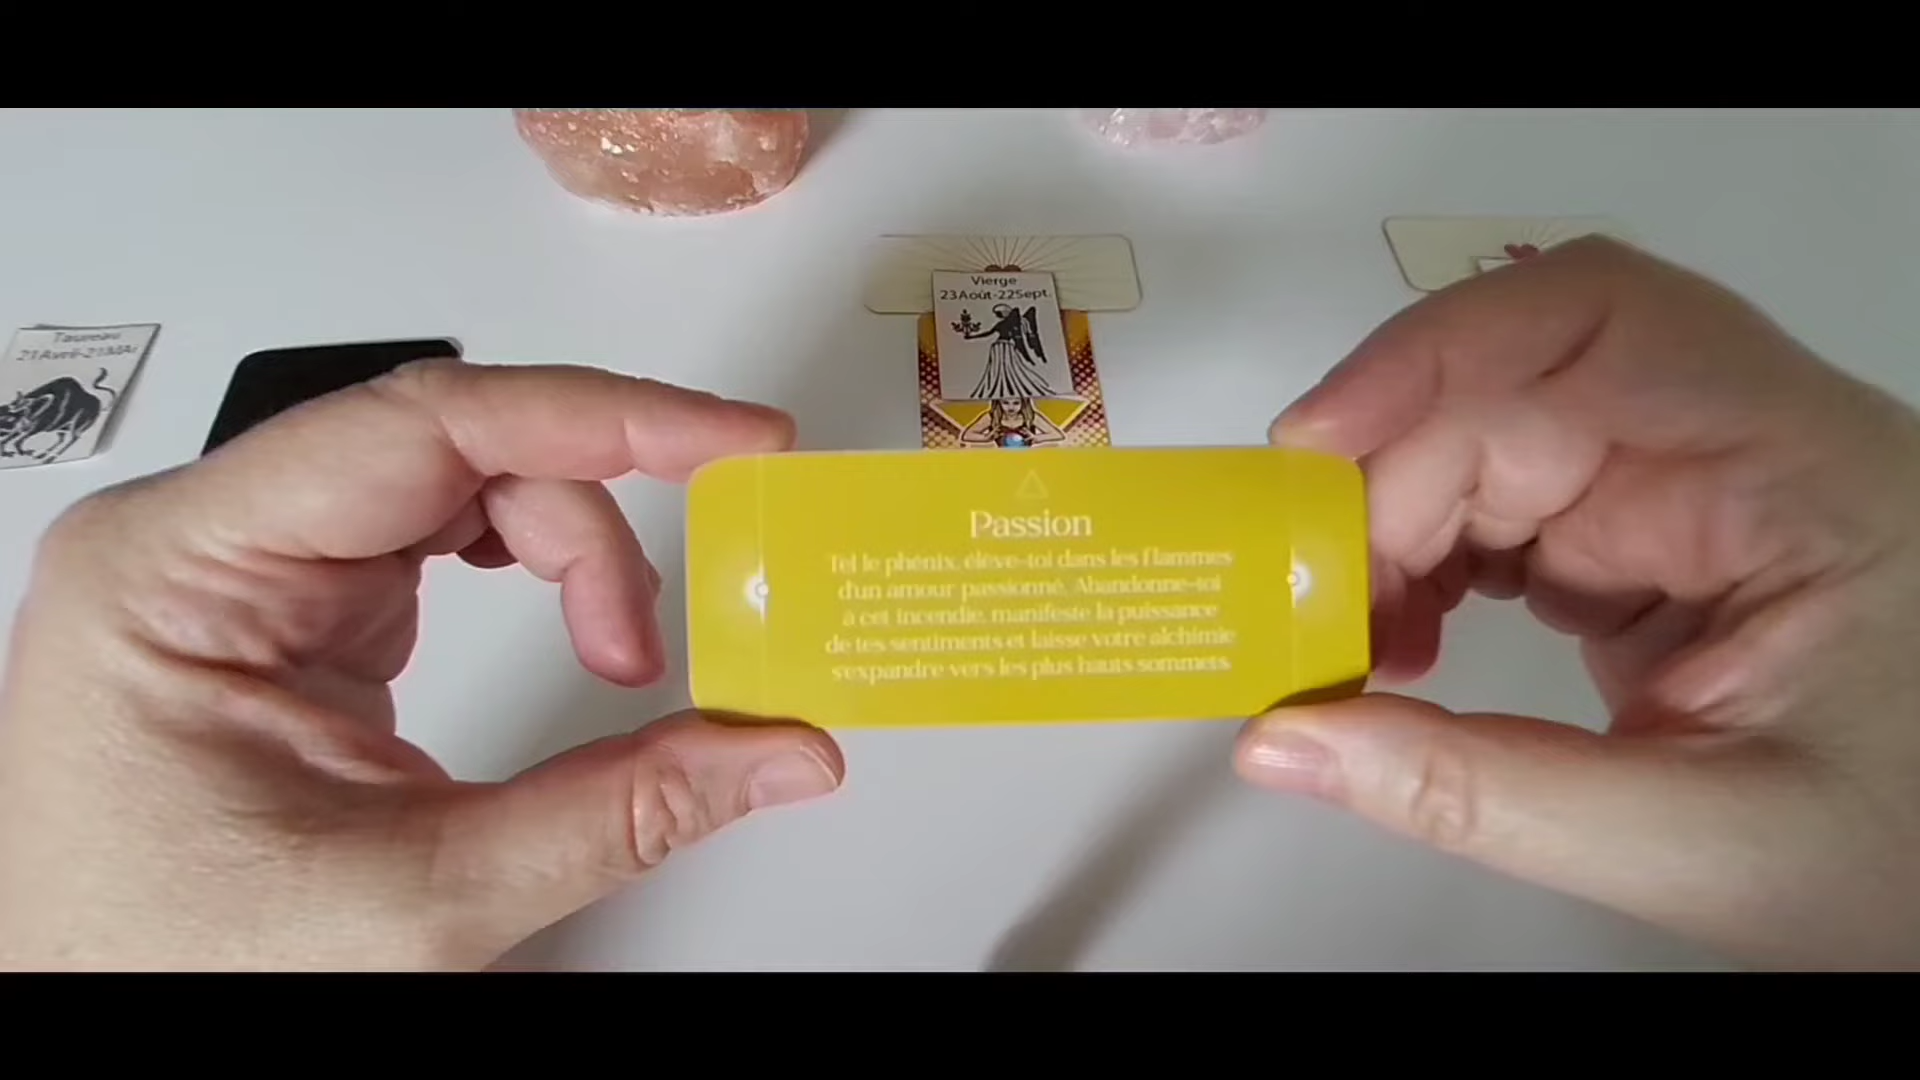 Vierge
23Août-22Sept.
Taureau
21Avril-21MAi
Passion
Tel le phénix, élève-toi dans les flammes
d'un amour passionné. Abandonne-toi
à cet incendie, manifeste la puissance
de tes sentiments et laisse votre alchimie
s'expandre vers les plus hauts sommets.